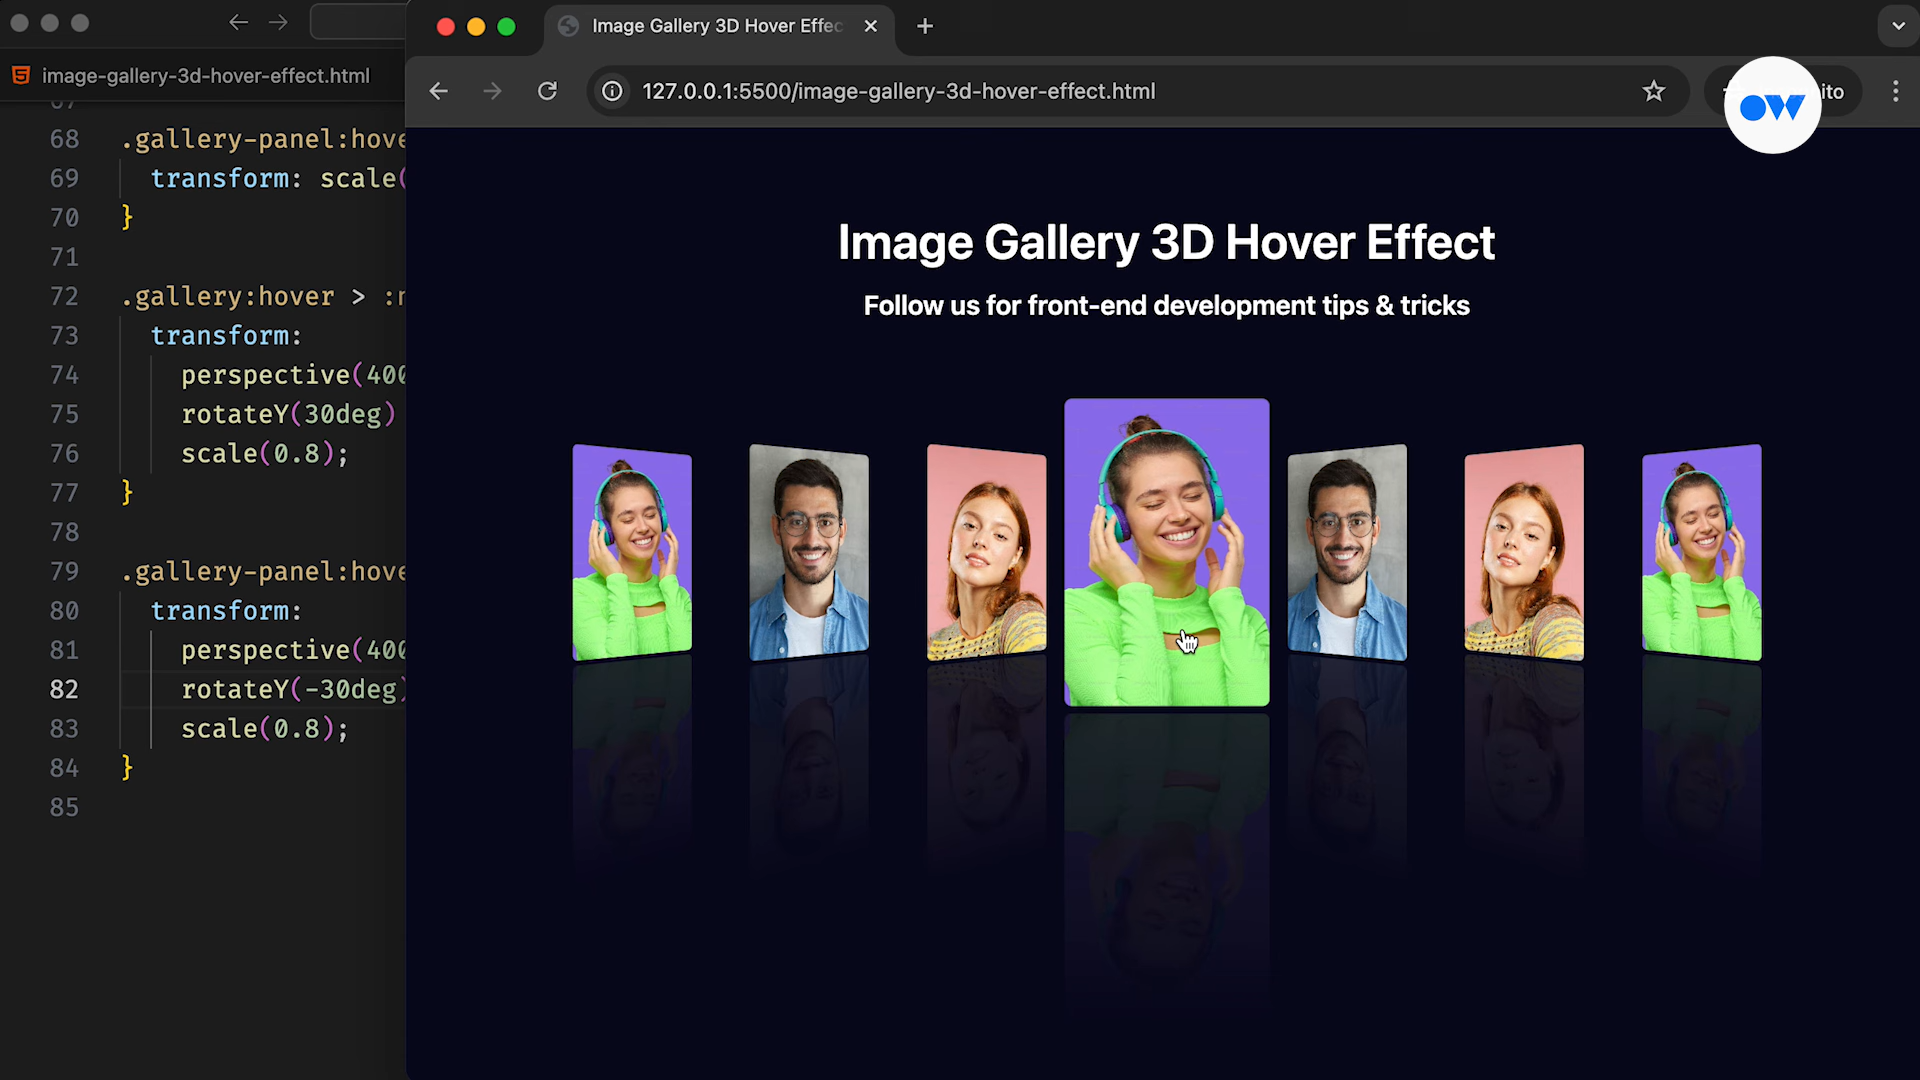 image-gallery-3d-hover-effect.html
68 .gallery-panel:hove
69 transform: scale(
70 }
71
72 .gallery:hover > :n
73 transform:
74 perspective(400
75 rotateY(30deg)
76 scale(0.8);
77 }
78
79 .gallery-panel:hove
80 transform:
81 perspective(400
82 rotateY(-30deg)
83 scale(0.8);
84 }
85
Image Gallery 3D Hover Effec
127.0.0.1:5500/image-gallery-3d-hover-effect.html
ito
OW
Image Gallery 3D Hover Effect
Follow us for front-end development tips & tricks